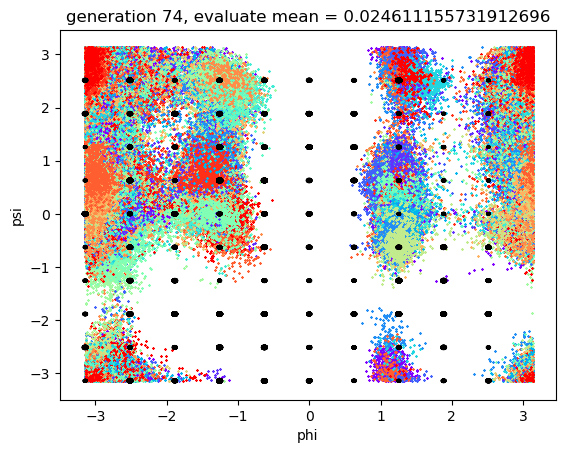 generation 74, evaluate mean = 0.024611155731912696
3
2
1
0
−1
−2
−3
psi
−3 −2 −1 0 1 2 3
phi